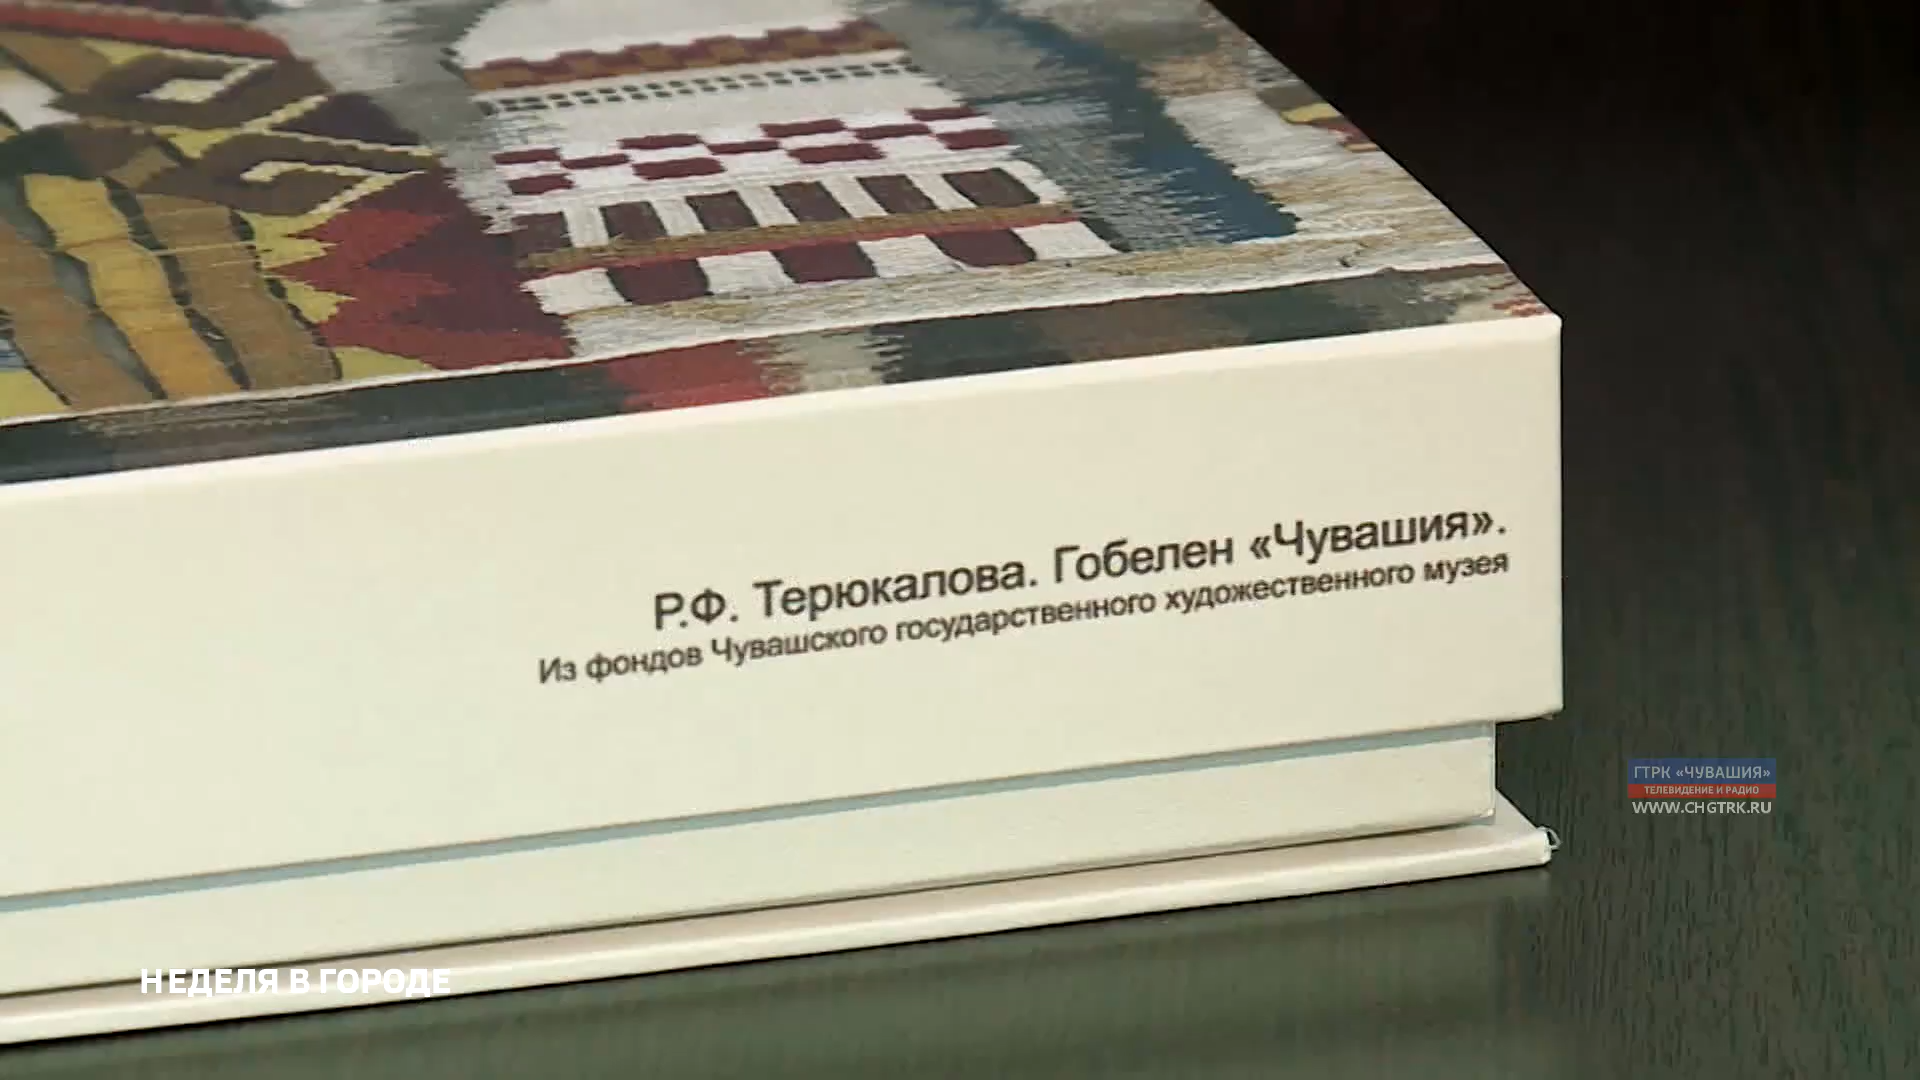 Р.Ф. Терюкалова. Гобелен «Чувашия».
Из фондов Чувашского государственного художественного музея
ГТРК «ЧУВАШИЯ»
ТЕЛЕВИДЕНИЕ И РАДИО
WWW.CHGTRK.RU
НЕДЕЛЯ В ГОРОДЕ